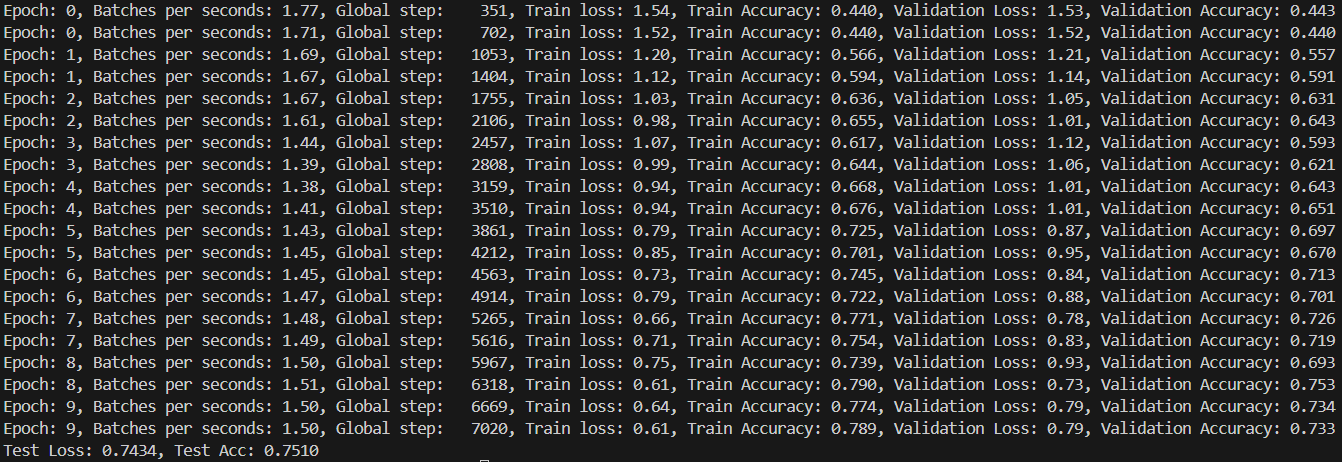 Epoch: 0, Batches per seconds: 1.77, Global step:    351, Train loss: 1.54, Train Accuracy: 0.440, Validation Loss: 1.53, Validation Accuracy: 0.443
Epoch: 0, Batches per seconds: 1.71, Global step:    702, Train loss: 1.52, Train Accuracy: 0.440, Validation Loss: 1.52, Validation Accuracy: 0.440
Epoch: 1, Batches per seconds: 1.69, Global step:   1053, Train loss: 1.20, Train Accuracy: 0.566, Validation Loss: 1.21, Validation Accuracy: 0.557
Epoch: 1, Batches per seconds: 1.67, Global step:   1404, Train loss: 1.12, Train Accuracy: 0.594, Validation Loss: 1.14, Validation Accuracy: 0.591
Epoch: 2, Batches per seconds: 1.67, Global step:   1755, Train loss: 1.03, Train Accuracy: 0.636, Validation Loss: 1.05, Validation Accuracy: 0.631
Epoch: 2, Batches per seconds: 1.61, Global step:   2106, Train loss: 0.98, Train Accuracy: 0.655, Validation Loss: 1.01, Validation Accuracy: 0.643
Epoch: 3, Batches per seconds: 1.44, Global step:   2457, Train loss: 1.07, Train Accuracy: 0.617, Validation Loss: 1.12, Validation Accuracy: 0.593
Epoch: 3, Batches per seconds: 1.39, Global step:   2808, Train loss: 0.99, Train Accuracy: 0.644, Validation Loss: 1.06, Validation Accuracy: 0.621
Epoch: 4, Batches per seconds: 1.38, Global step:   3159, Train loss: 0.94, Train Accuracy: 0.668, Validation Loss: 1.01, Validation Accuracy: 0.643
Epoch: 4, Batches per seconds: 1.41, Global step:   3510, Train loss: 0.94, Train Accuracy: 0.676, Validation Loss: 1.01, Validation Accuracy: 0.651
Epoch: 5, Batches per seconds: 1.43, Global step:   3861, Train loss: 0.79, Train Accuracy: 0.725, Validation Loss: 0.87, Validation Accuracy: 0.697
Epoch: 5, Batches per seconds: 1.45, Global step:   4212, Train loss: 0.85, Train Accuracy: 0.701, Validation Loss: 0.95, Validation Accuracy: 0.670
Epoch: 6, Batches per seconds: 1.45, Global step:   4563, Train loss: 0.73, Train Accuracy: 0.745, Validation Loss: 0.84, Validation Accuracy: 0.713
Epoch: 6, Batches per seconds: 1.47, Global step:   4914, Train loss: 0.79, Train Accuracy: 0.722, Validation Loss: 0.88, Validation Accuracy: 0.701
Epoch: 7, Batches per seconds: 1.48, Global step:   5265, Train loss: 0.66, Train Accuracy: 0.771, Validation Loss: 0.78, Validation Accuracy: 0.726
Epoch: 7, Batches per seconds: 1.49, Global step:   5616, Train loss: 0.71, Train Accuracy: 0.754, Validation Loss: 0.83, Validation Accuracy: 0.719
Epoch: 8, Batches per seconds: 1.50, Global step:   5967, Train loss: 0.75, Train Accuracy: 0.739, Validation Loss: 0.93, Validation Accuracy: 0.693
Epoch: 8, Batches per seconds: 1.51, Global step:   6318, Train loss: 0.61, Train Accuracy: 0.790, Validation Loss: 0.73, Validation Accuracy: 0.753
Epoch: 9, Batches per seconds: 1.50, Global step:   6669, Train loss: 0.64, Train Accuracy: 0.774, Validation Loss: 0.79, Validation Accuracy: 0.734
Epoch: 9, Batches per seconds: 1.50, Global step:   7020, Train loss: 0.61, Train Accuracy: 0.789, Validation Loss: 0.79, Validation Accuracy: 0.733
Test Loss: 0.7434, Test Acc: 0.7510